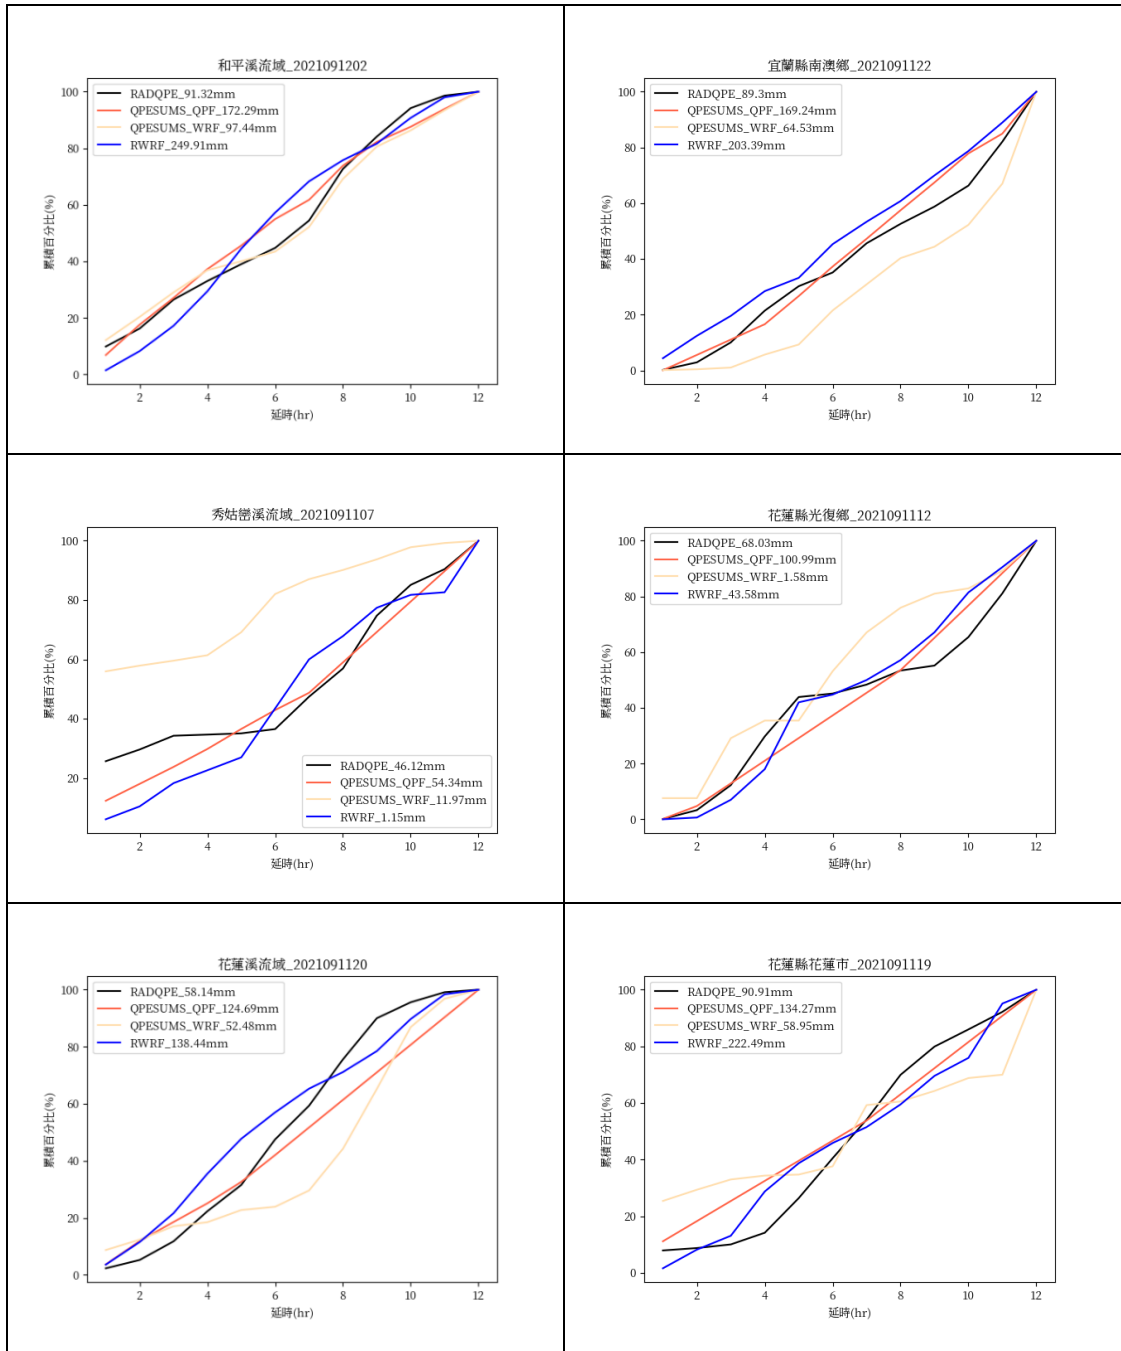 和平溪流域_2021091202
RADQPE_91.32mm
QPESUMS_QPF_172.29mm
QPESUMS_WRF_97.44mm
RWRF_249.91mm
100
80
60
40
20
0
累積百分比(%)
2 4 6 8 10 12
延時(hr)
宜蘭縣南澳鄉_2021091122
RADQPE_89.3mm
QPESUMS_QPF_169.24mm
QPESUMS_WRF_64.53mm
RWRF_203.39mm
100
80
60
40
20
0
累積百分比(%)
2 4 6 8 10 12
延時(hr)
秀姑巒溪流域_2021091107
100
80
60
40
20
累積百分比(%)
RADQPE_46.12mm
QPESUMS_QPF_54.34mm
QPESUMS_WRF_11.97mm
RWRF_1.15mm
2 4 6 8 10 12
延時(hr)
花蓮縣光復鄉_2021091112
RADQPE_68.03mm
QPESUMS_QPF_100.99mm
QPESUMS_WRF_1.58mm
RWRF_43.58mm
100
80
60
40
20
0
累積百分比(%)
2 4 6 8 10 12
延時(hr)
花蓮溪流域_2021091120
RADQPE_58.14mm
QPESUMS_QPF_124.69mm
QPESUMS_WRF_52.48mm
RWRF_138.44mm
100
80
60
40
20
0
累積百分比(%)
2 4 6 8 10 12
延時(hr)
花蓮縣花蓮市_2021091119
RADQPE_90.91mm
QPESUMS_QPF_134.27mm
QPESUMS_WRF_58.95mm
RWRF_222.49mm
100
80
60
40
20
0
累積百分比(%)
2 4 6 8 10 12
延時(hr)